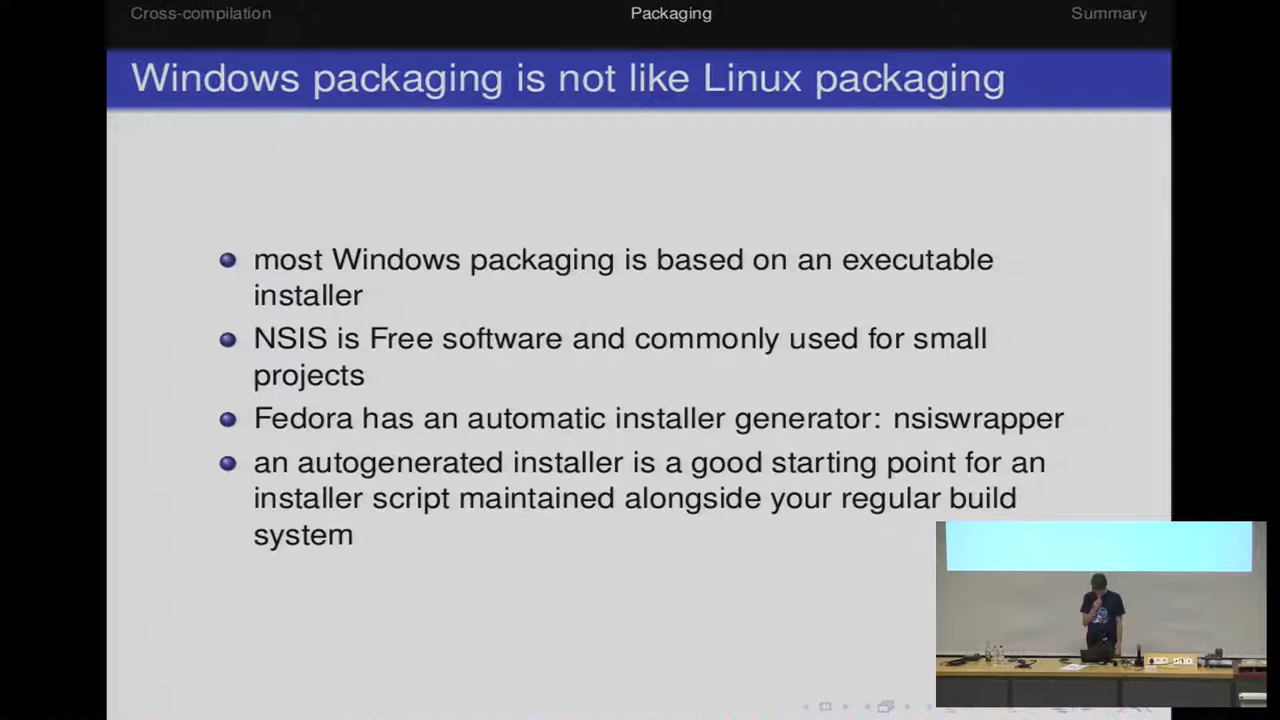 Cross-compilation Packaging Summary
Windows packaging is not like Linux packaging
most Windows packaging is based on an executable
installer
NSIS is Free software and commonly used for small
projects
Fedora has an automatic installer generator: nsiswrapper
an autogenerated installer is a good starting point for an
installer script maintained alongside your regular build
system